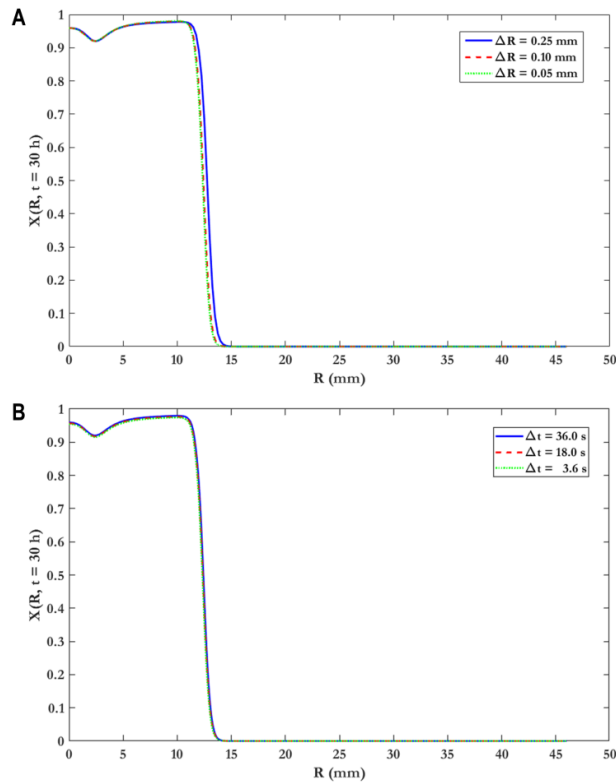 A
1
0.9
0.8
0.7
0.6
0.5
0.4
0.3
0.2
0.1
0
X(R, t = 30 h)
ΔR = 0.25 mm
ΔR = 0.10 mm
ΔR = 0.05 mm
0 5 10 15 20 25 30 35 40 45 50
R (mm)
B
1
0.9
0.8
0.7
0.6
0.5
0.4
0.3
0.2
0.1
0
X(R, t = 30 h)
Δt = 36.0 s
Δt = 18.0 s
Δt = 3.6 s
0 5 10 15 20 25 30 35 40 45 50
R (mm)